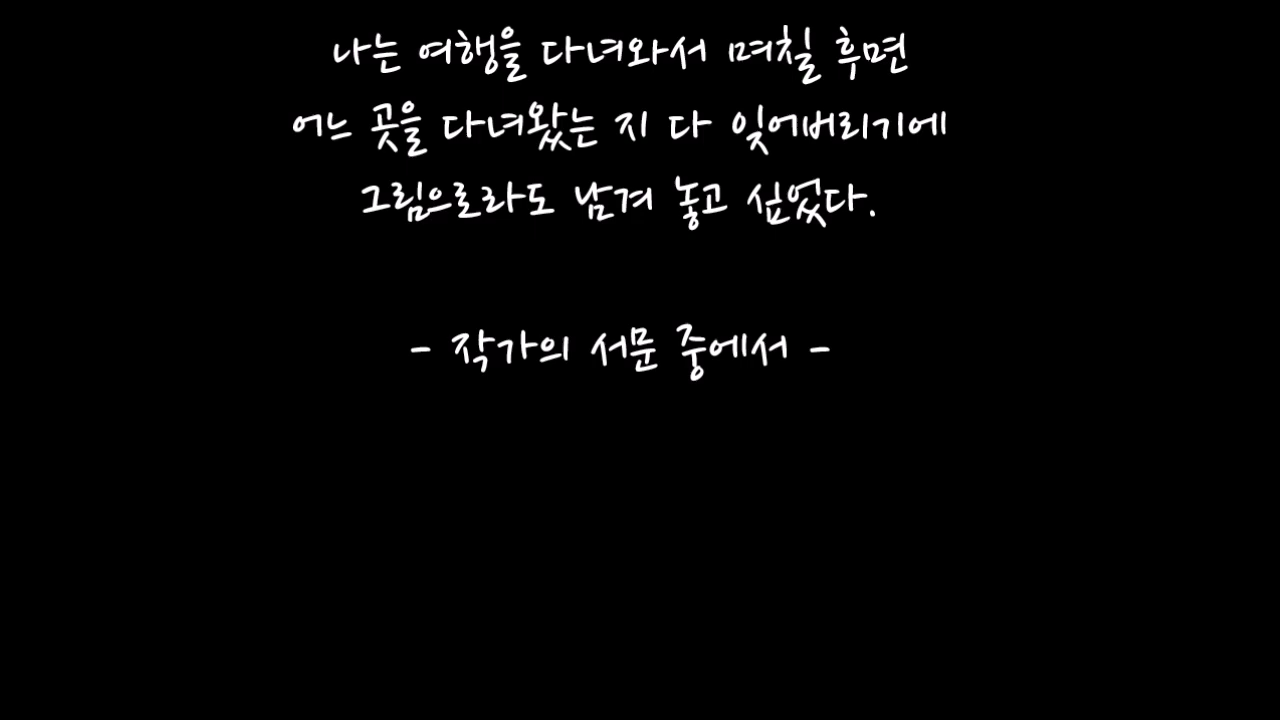 나는 여행을 다녀와서 며칠 후면
어느 곳을 다녀왔는 지 다 잊어버리기에
그림으로라도 남겨 놓고 싶었다.
- 작가의 서문 중에서 -